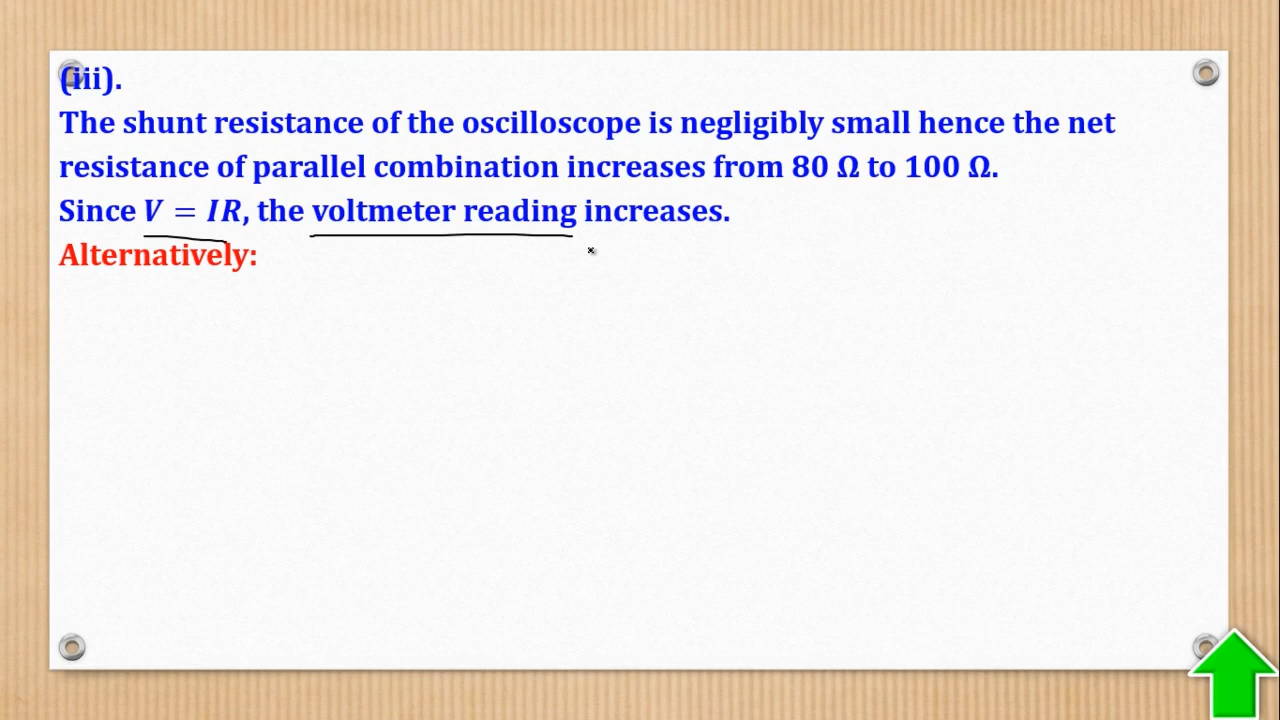 (iii).
The shunt resistance of the oscilloscope is negligibly small hence the net
resistance of parallel combination increases from 80 Ω to 100 Ω.
Since V = IR, the voltmeter reading increases.
Alternatively: